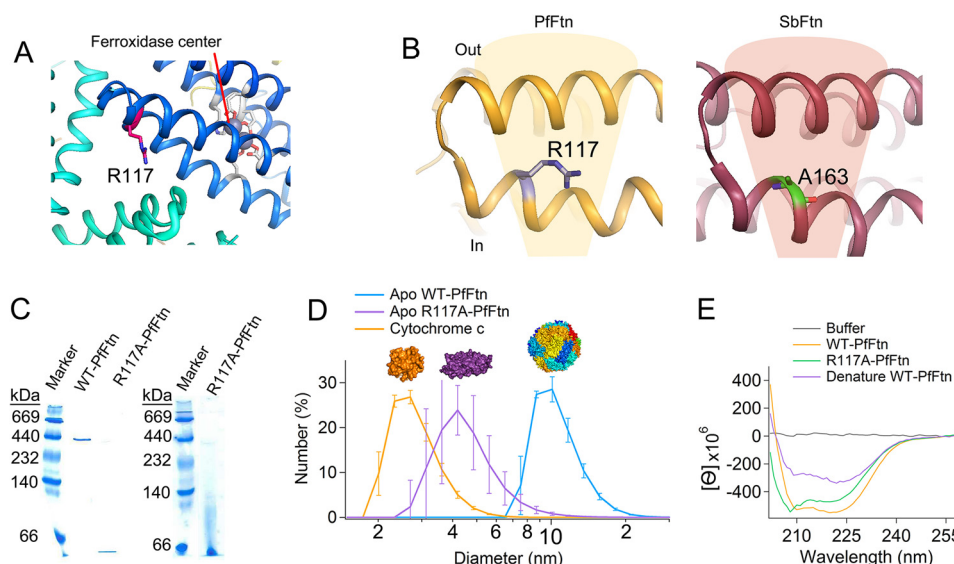 A
Ferroxidase center
R117
B
PfFtn
SbFtn
Out
In
R117
A163
C
Marker
WT-PfFtn
R117A-PfFtn
Marker
R117A-PfFtn
kDa
669
440
232
140
66
kDa
669
440
232
140
66
D
Apo WT-PfFtn
Apo R117A-PfFtn
Cytochrome c
Number (%)
30
20
10
0
2
4
6
8
10
2
Diameter (nm)
E
Buffer
WT-PfFtn
R117A-PfFtn
Denature WT-PfFtn
[Θ]x10⁶
400
200
0
-200
-400
210
225
240
255
Wavelength (nm)